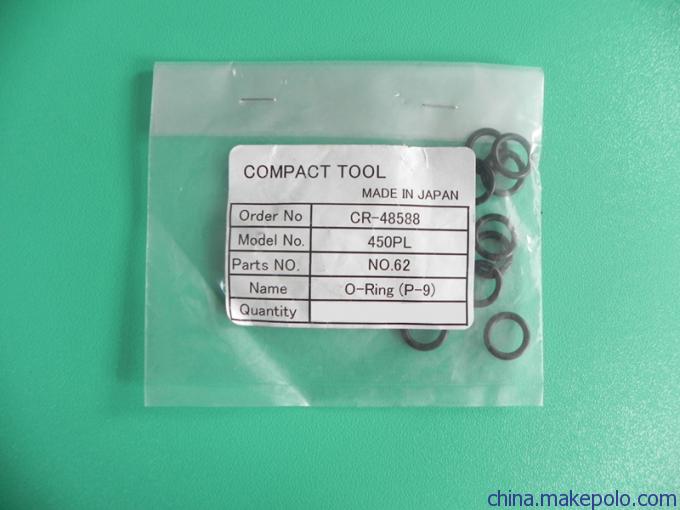 COMPACT TOOL
MADE IN JAPAN
Order No CR-48588
Model No. 450PL
Parts NO. NO.62
Name O-Ring (P-9)
Quantity
china.makepolo.com